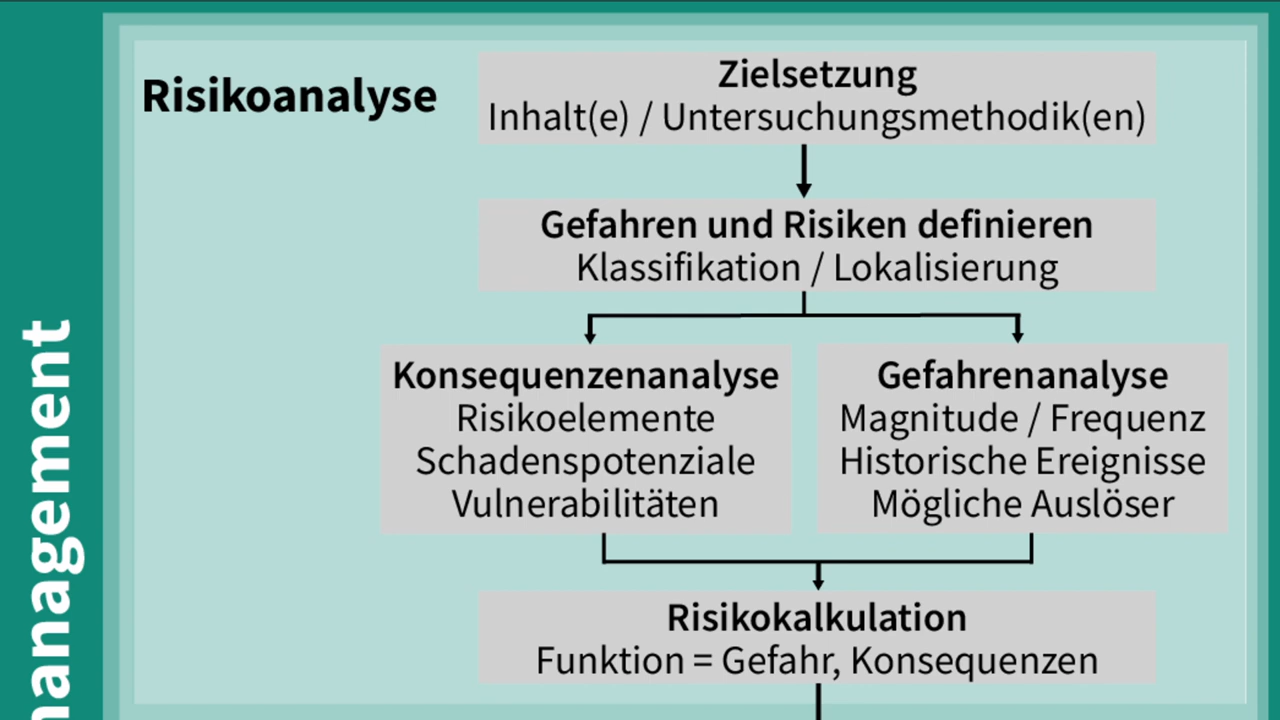 Risikoanalyse
Zielsetzung
Inhalt(e) / Untersuchungsmethodik(en)
Gefahren und Risiken definieren
Klassifikation / Lokalisierung
Konsequenzenanalyse
Risikoelemente
Schadenspotenziale
Vulnerabilitäten
Gefahrenanalyse
Magnitude / Frequenz
Historische Ereignisse
Mögliche Auslöser
Risikokalkulation
Funktion = Gefahr, Konsequenzen
anagement